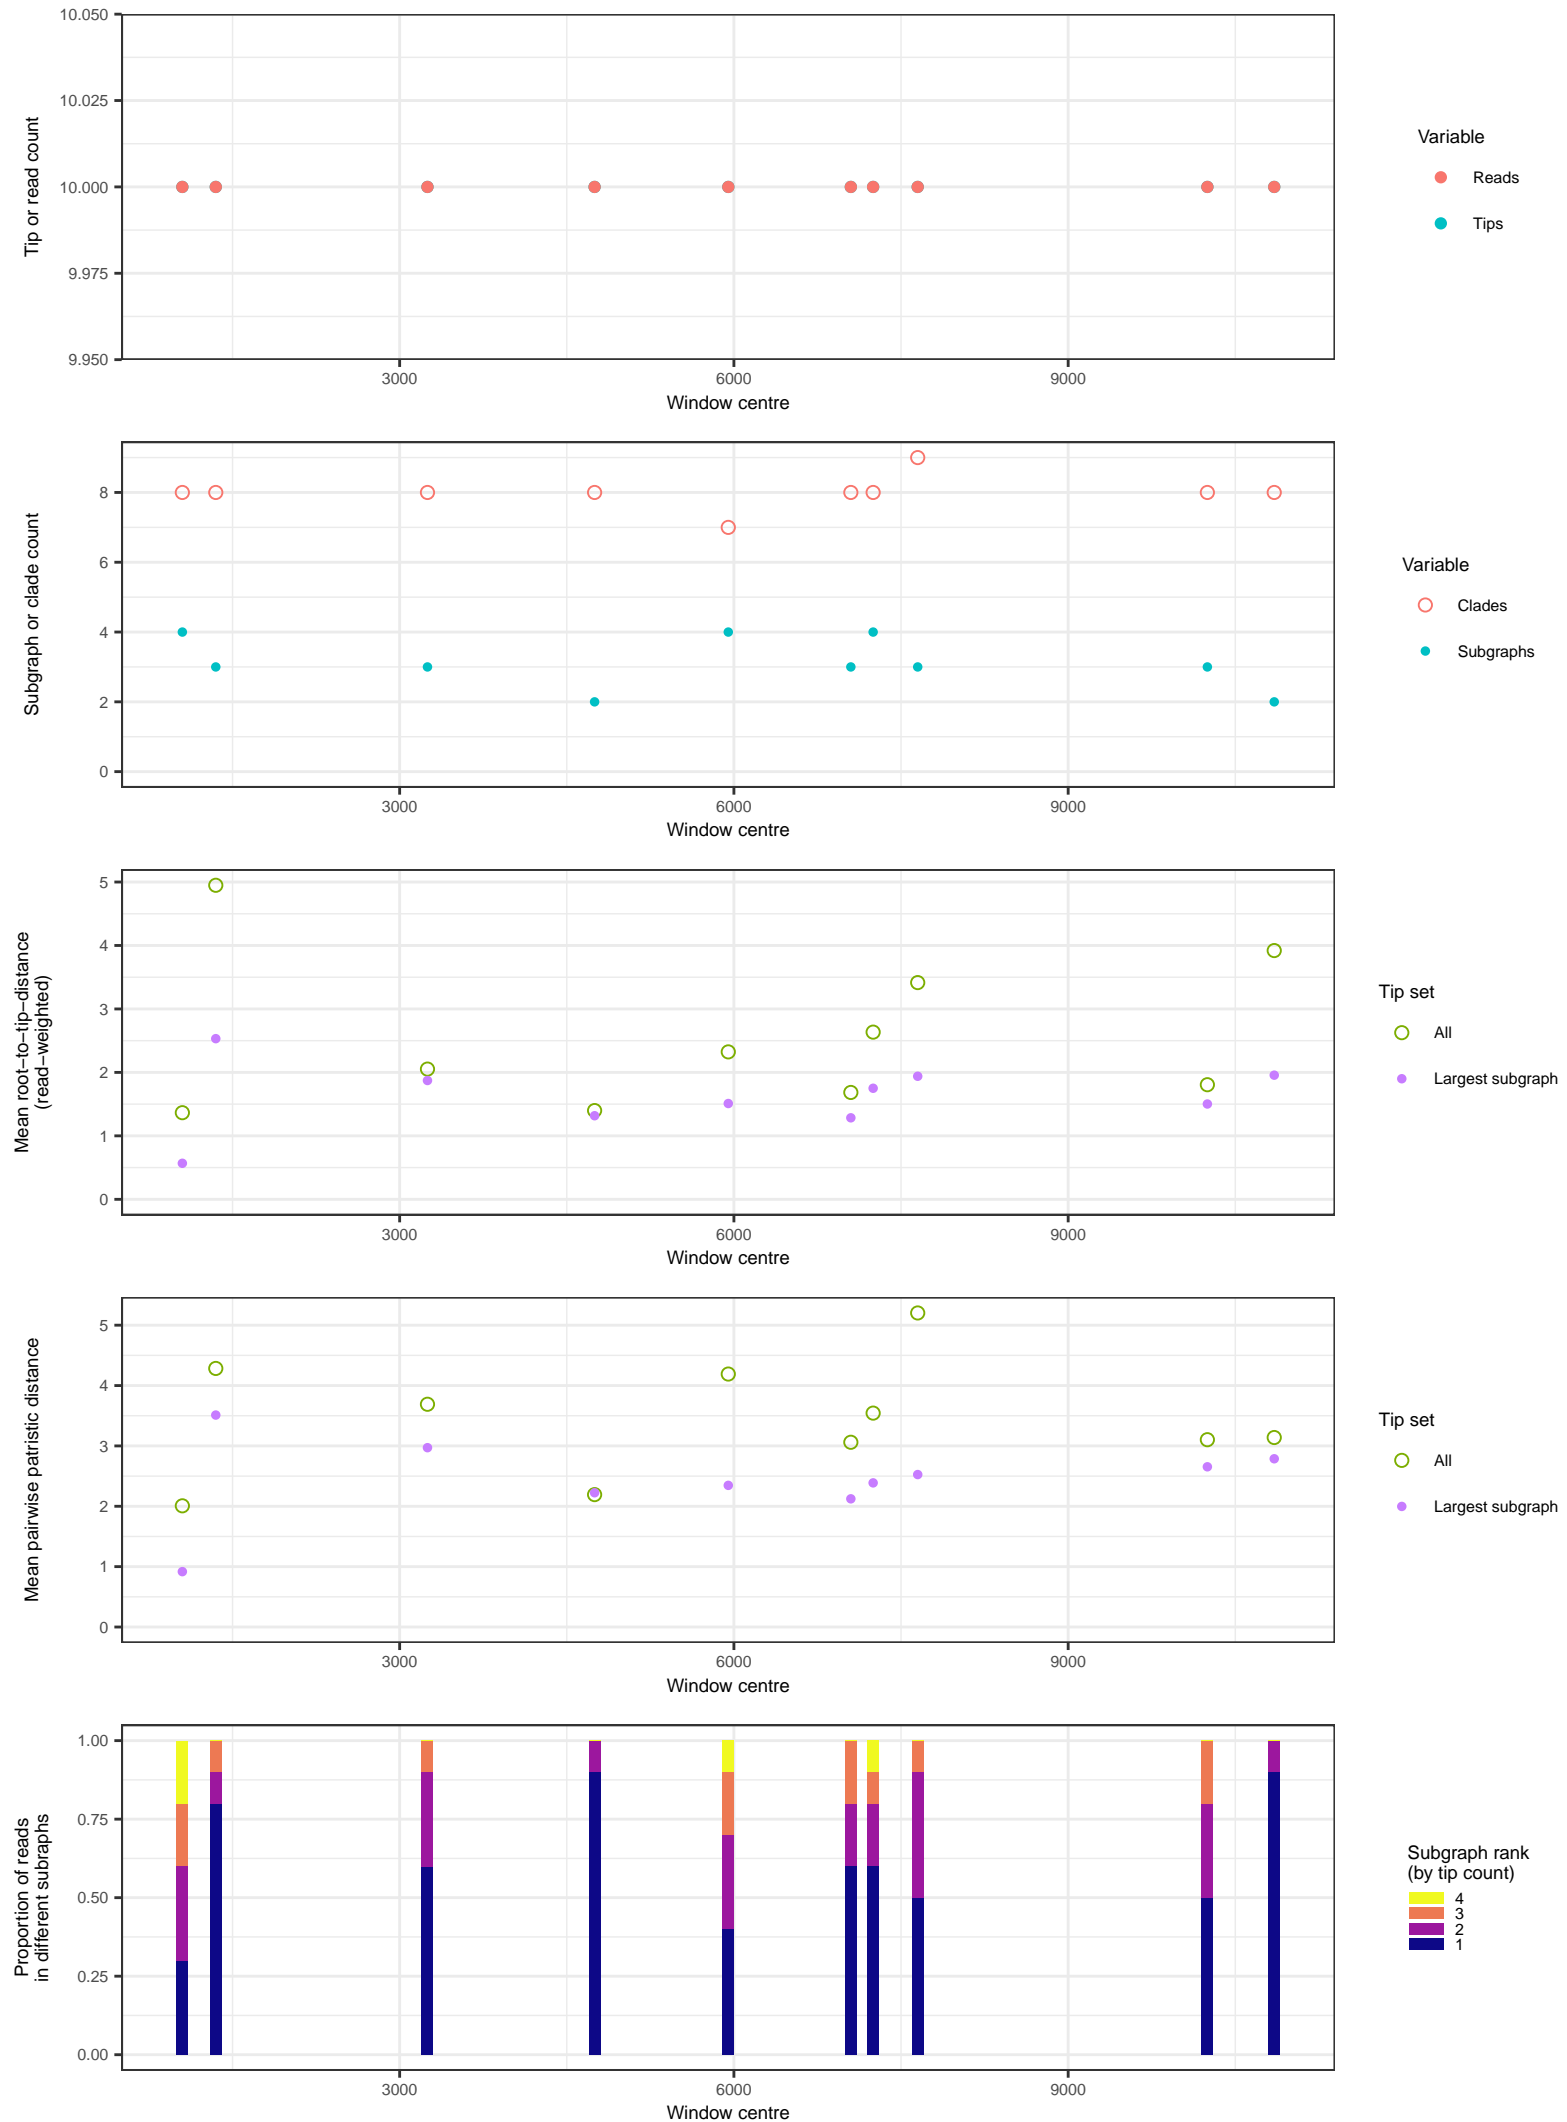 10.050
10.025
10.000
9.975
9.950
Tip or read count
3000 6000 9000
Window centre
Variable
Reads
Tips
8
6
4
2
0
Subgraph or clade count
3000 6000 9000
Window centre
Variable
Clades
Subgraphs
5
4
3
2
1
0
Mean root−to−tip−distance
(read−weighted)
3000 6000 9000
Window centre
Tip set
All
Largest subgraph
5
4
3
2
1
0
Mean pairwise patristic distance
3000 6000 9000
Window centre
Tip set
All
Largest subgraph
1.00
0.75
0.50
0.25
0.00
Proportion of reads
in different subraphs
3000 6000 9000
Window centre
Subgraph rank
(by tip count)
4
3
2
1